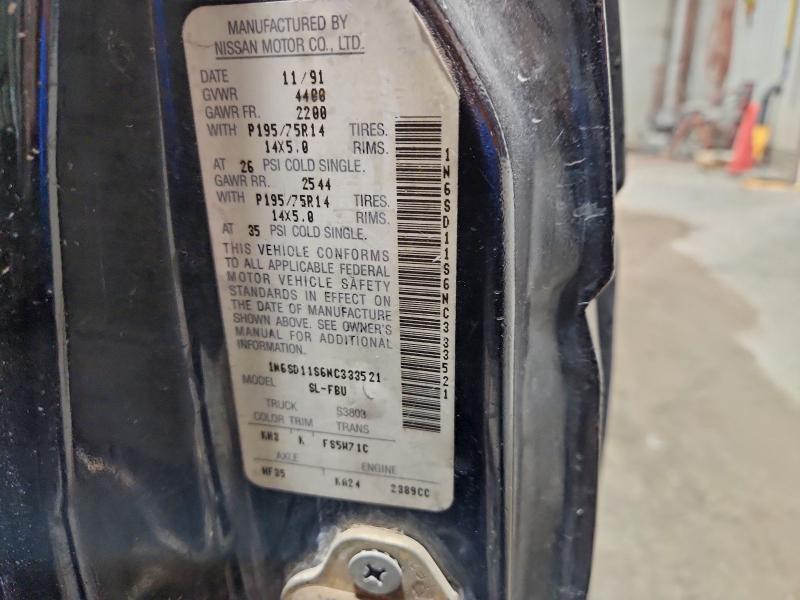 MANUFACTURED BY
NISSAN MOTOR CO., LTD.
DATE 11/91
GVWR 4400
GAWR FR. 2200
WITH P195/75R14 TIRES.
14X5.0 RIMS.
AT 26 PSI COLD SINGLE.
GAWR RR. 2544
WITH P195/75R14 TIRES.
14X5.0 RIMS.
AT 35 PSI COLD SINGLE.
THIS VEHICLE CONFORMS
TO ALL APPLICABLE FEDERAL
MOTOR VEHICLE SAFETY
STANDARDS IN EFFECT ON
THE DATE OF MANUFACTURE
SHOWN ABOVE. SEE OWNER'S
MANUAL FOR ADDITIONAL
INFORMATION.
1N6SD11S6NC333521
MODEL SL-FBU
TRUCK S3803
COLOR TRIM TRANS
KH3 K FS5W71C
AXLE ENGINE
HF35 KA24 2389CC
1N6SD11S6NC333521